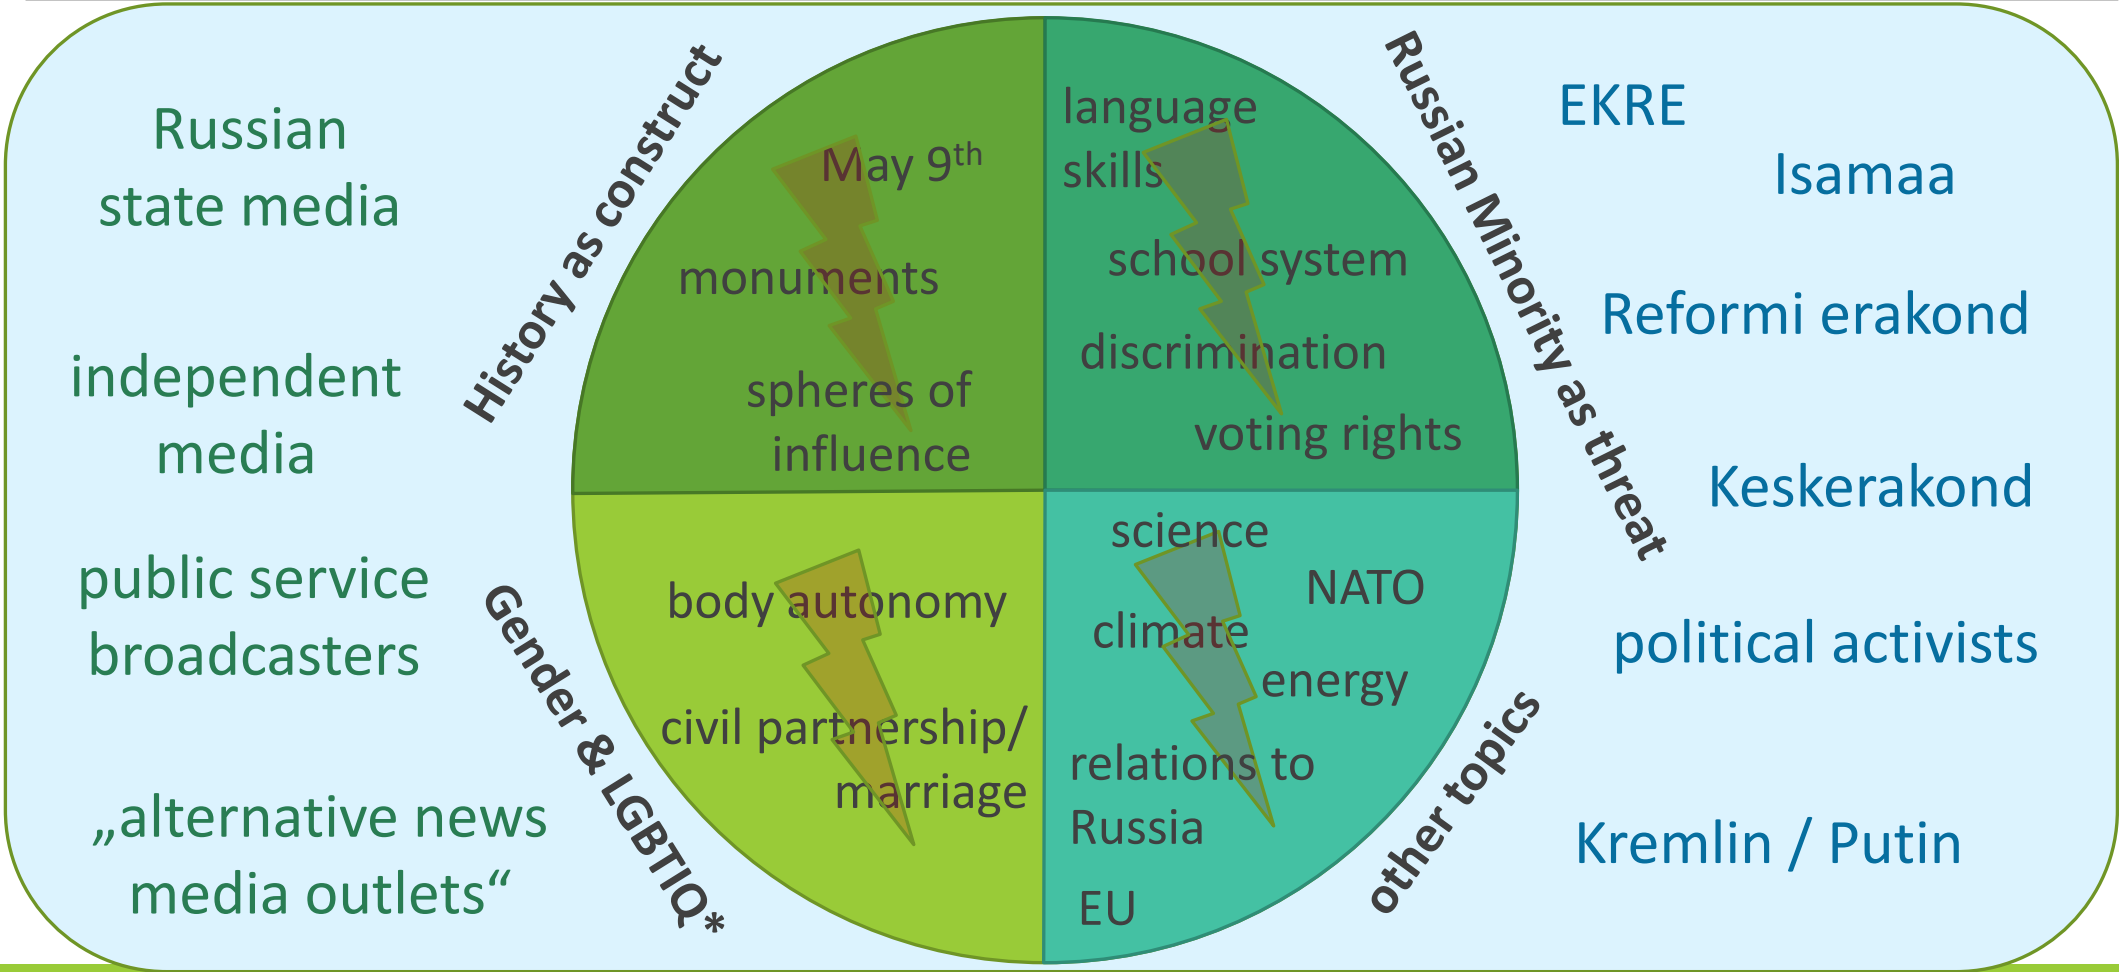 Russian
state media
independent
media
public service
broadcasters
„alternative news
media outlets“
History as construct
May 9th
monuments
spheres of
influence
Russian Minority as threat
language
skills
school system
discrimination
voting rights
Gender & LGBTIQ*
body autonomy
civil partnership/
marriage
other topics
science
NATO
climate
energy
relations to
Russia
EU
EKRE
Isamaa
Reformi erakond
Keskerakond
political activists
Kremlin / Putin